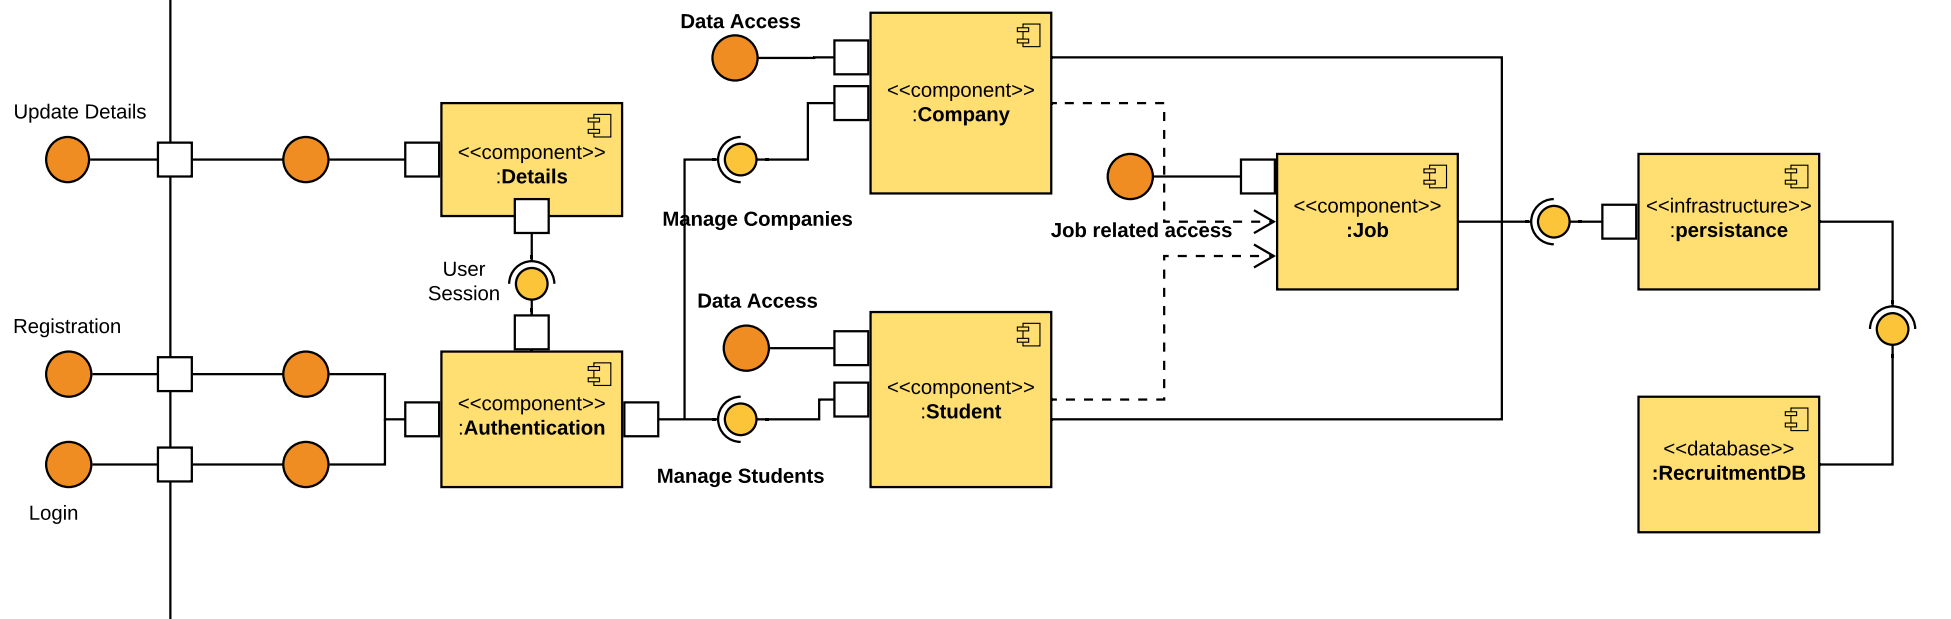 Update Details
Registration
Login
<<component>>
:Details
User
Session
<<component>>
:Authentication
Data Access
Manage Companies
<<component>>
:Company
Data Access
Manage Students
<<component>>
:Student
Job related access
<<component>>
:Job
<<infrastructure>>
:persistance
<<database>>
:RecruitmentDB